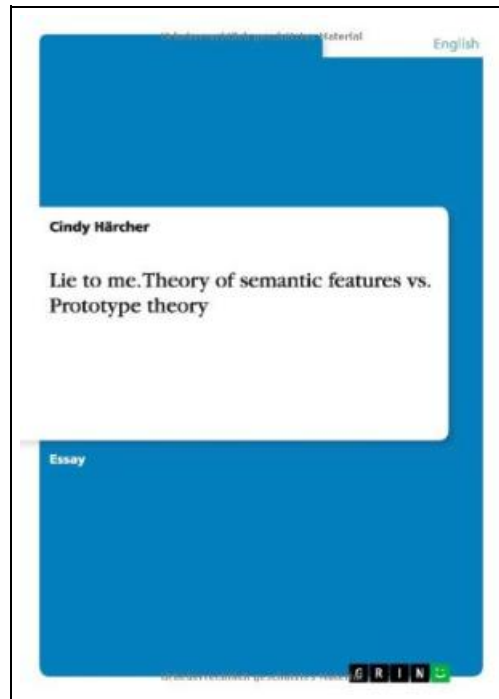 English
Cindy Härcher
Lie to me. Theory of semantic features vs.
Prototype theory
Essay
GRIN